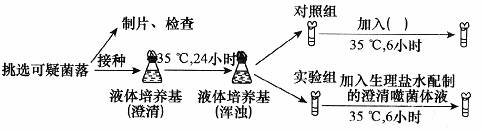 制片、检查
挑选可疑菌落
接种
液体培养基
(澄清)
35 ℃,24小时
液体培养基
(浑浊)
对照组
加入( )
35 ℃,6小时
实验组
加入生理盐水配制
的澄清噬菌体液
35 ℃,6小时